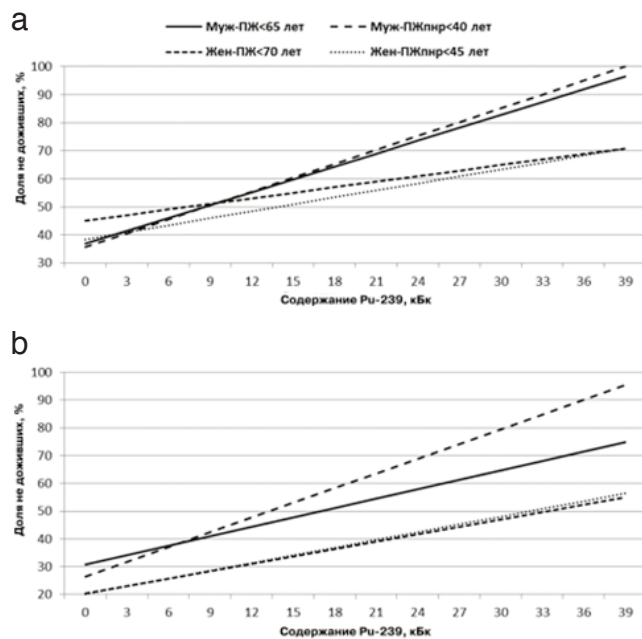 a
Муж-ПЖ<65 лет
Муж-ПЖпнр<40 лет
Жен-ПЖ<70 лет
Жен-ПЖпнр<45 лет
Доля не доживших, %
100
90
80
70
60
50
40
30
0 3 6 9 12 15 18 21 24 27 30 33 36 39
Содержание Pu-239, кБк
b
Доля не доживших, %
100
90
80
70
60
50
40
30
20
0 3 6 9 12 15 18 21 24 27 30 33 36 39
Содержание Pu-239, кБк